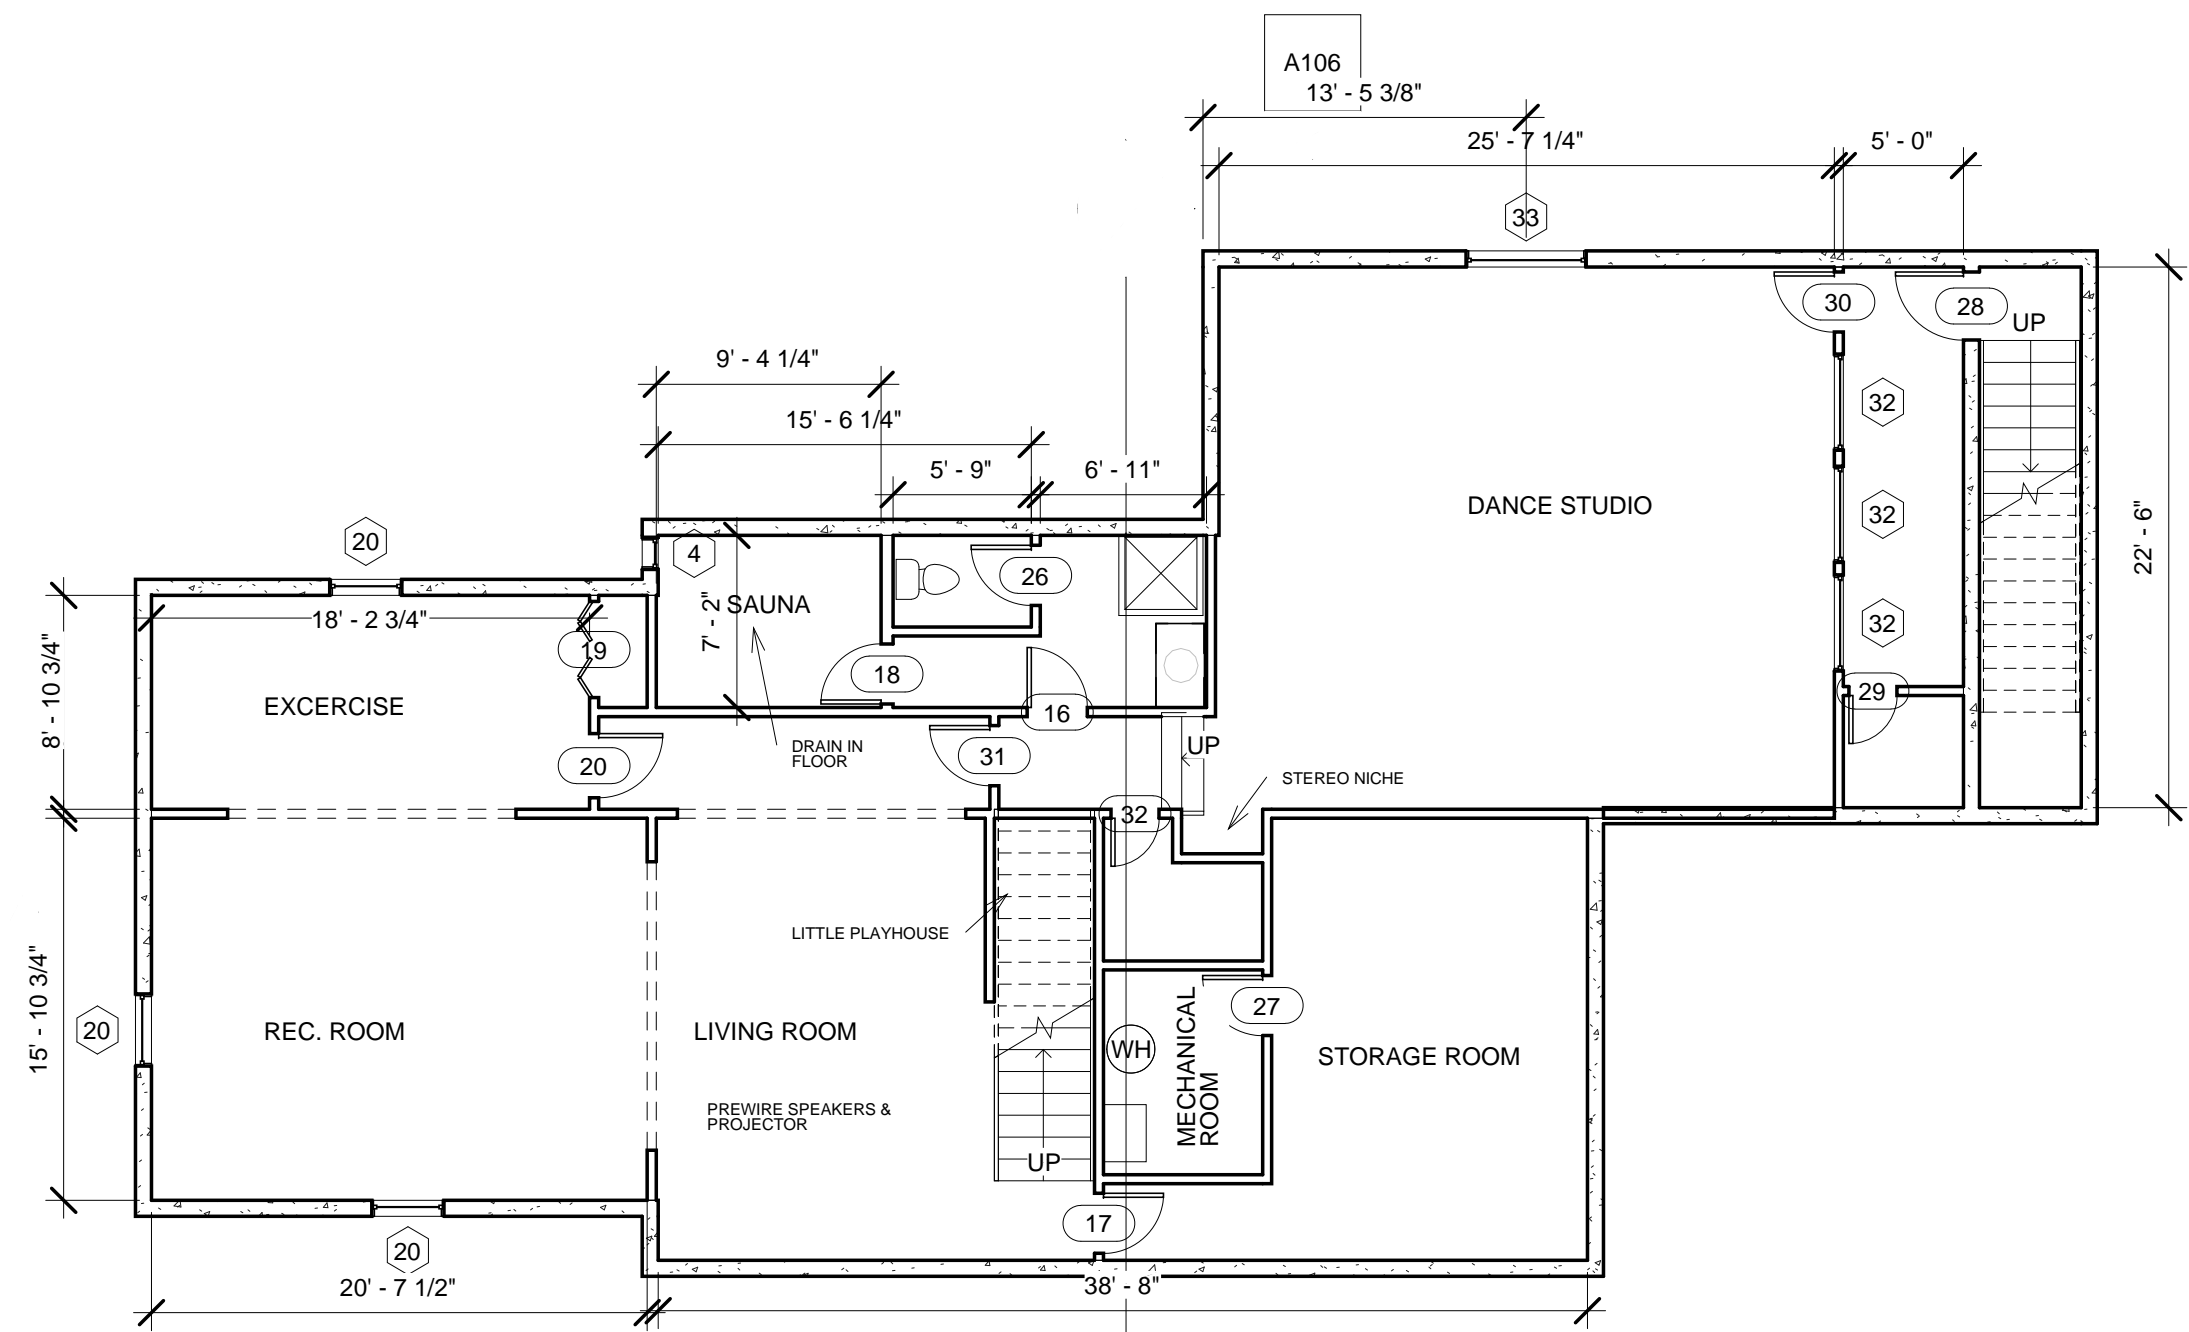 A106
13' - 5 3/8"
25' - 7 1/4"
5' - 0"
33
30
28
UP
9' - 4 1/4"
15' - 6 1/4"
5' - 9"
6' - 11"
32
DANCE STUDIO
32
22' - 6"
20
4
26
7' - 2"
SAUNA
18' - 2 3/4"
19
32
8' - 10 3/4"
EXCERCISE
18
16
29
DRAIN IN
FLOOR
20
31
UP
STEREO NICHE
32
LITTLE PLAYHOUSE
15' - 10 3/4"
20
REC. ROOM
LIVING ROOM
27
WH
MECHANICAL
ROOM
STORAGE ROOM
PREWIRE SPEAKERS &
PROJECTOR
UP
17
20
20' - 7 1/2"
38' - 8"